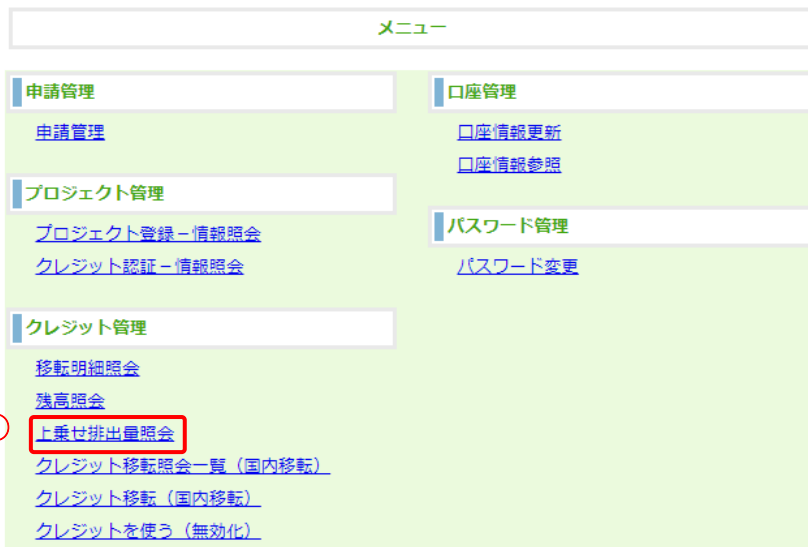 メニュー
申請管理
申請管理
プロジェクト管理
プロジェクト登録－情報照会
クレジット認証－情報照会
クレジット管理
移転明細照会
残高照会
上乗せ排出量照会
クレジット移転照会一覧（国内移転）
クレジット移転（国内移転）
クレジットを使う（無効化）
口座管理
口座情報更新
口座情報参照
パスワード管理
パスワード変更